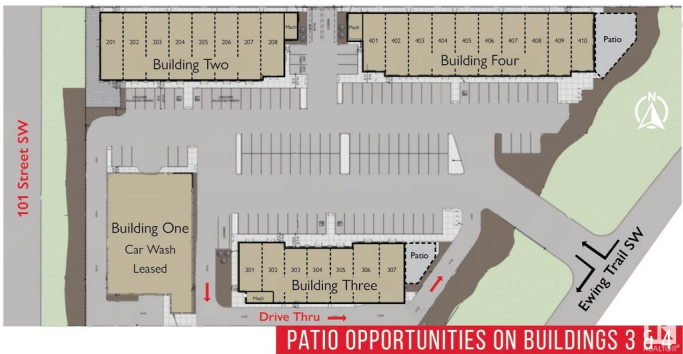 201 202 203 204 205 206 207 208
Mech
Building Two
Mech
401 402 403 404 405 406 407 408 409 410
Building Four
Patio
N
101 Street SW
Building One
Car Wash
Leased
301 302 303 304 305 306 307
Mech
Building Three
Patio
Drive Thru
Ewing Trail SW
PATIO OPPORTUNITIES ON BUILDINGS 3 & 4
REALTOR®